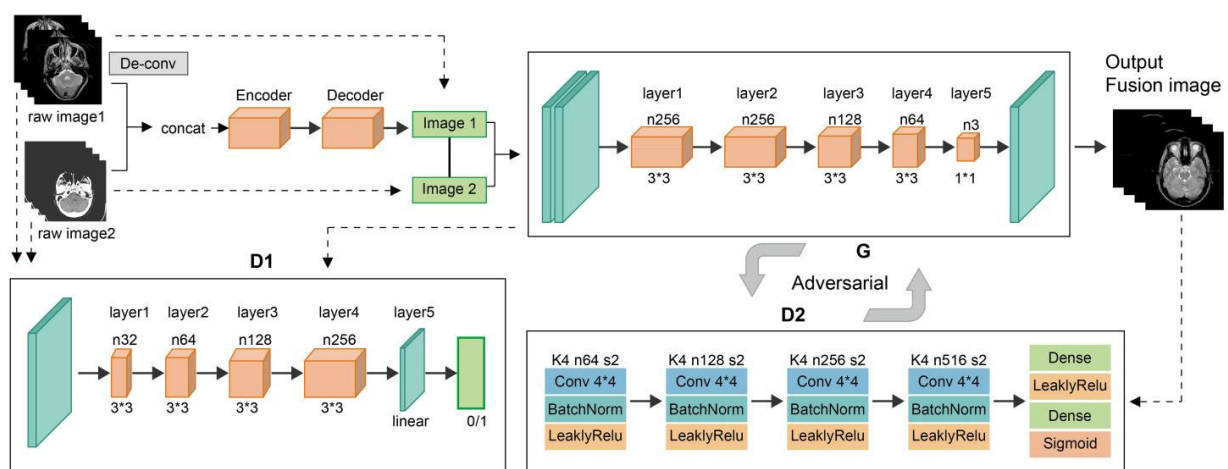 De-conv
raw image1
concat
Encoder
Decoder
Image 1
Image 2
raw image2
layer1 layer2 layer3 layer4 layer5
n256 n256 n128 n64 n3
3*3 3*3 3*3 3*3 1*1
Output
Fusion image
G
Adversarial
D1
layer1 layer2 layer3 layer4 layer5
n32 n64 n128 n256
3*3 3*3 3*3 3*3 linear 0/1
D2
K4 n64 s2 K4 n128 s2 K4 n256 s2 K4 n516 s2
Conv 4*4 Conv 4*4 Conv 4*4 Conv 4*4
BatchNorm BatchNorm BatchNorm BatchNorm
LeaklyRelu LeaklyRelu LeaklyRelu LeaklyRelu
Dense
LeaklyRelu
Dense
Sigmoid